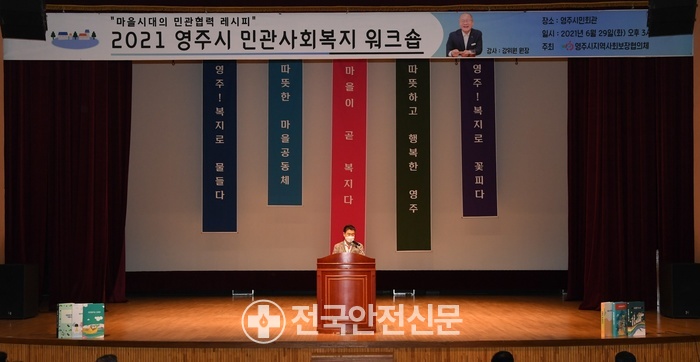 "마을시대의 민관협력 레시피"
2021 영주시 민관사회복지 워크숍
강사 : 강위원 원장
장소 : 영주시민회관
일시 : 2021년 6월 29일(화) 오후 3시
주최
영주시지역사회보장협의체
영주! 복지로 물들다
따뜻한 마을공동체
마을이 곧 복지다
따뜻하고 행복한 영주
영주! 복지로 꽃피다
전국안전신문